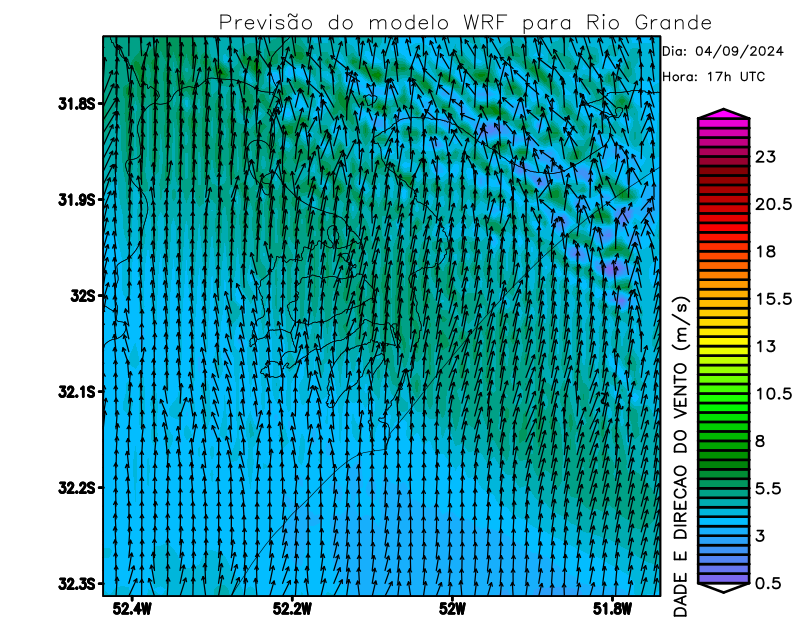 Previsão do modelo WRF para Rio Grande
Dia: 04/09/2024
Hora: 17h UTC
31.8S
31.9S
32S
32.1S
32.2S
32.3S
52.4W
52.2W
52W
51.8W
DADE E DIRECAO DO VENTO (m/s)
23
20.5
18
15.5
13
10.5
8
5.5
3
0.5